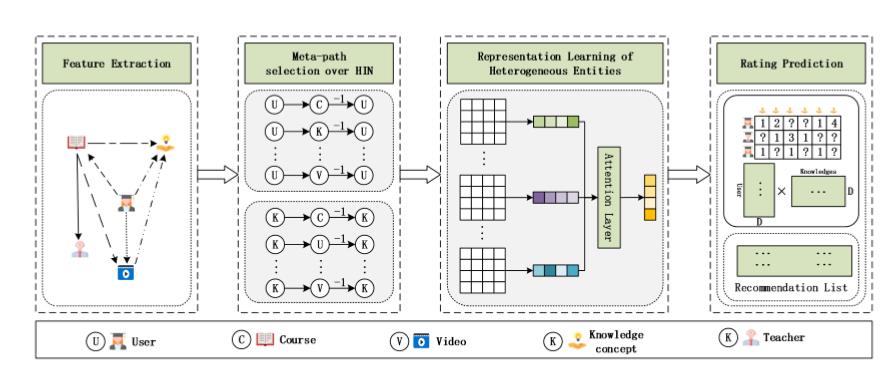 Feature Extraction
Meta-path
selection over HIN
Representation Learning of
Heterogeneous Entities
Rating Prediction
U C -1 U
U K -1 U
U V -1 U
K C -1 K
K U -1 K
K V -1 K
Attention Layer
1 2 ? ? 1 4
? 1 3 1 ? ?
1 ? 1 ? 1 ?
User
D
×
Knowledges
D
Recommendation List
U User
C Course
V Video
K Knowledge
concept
K Teacher